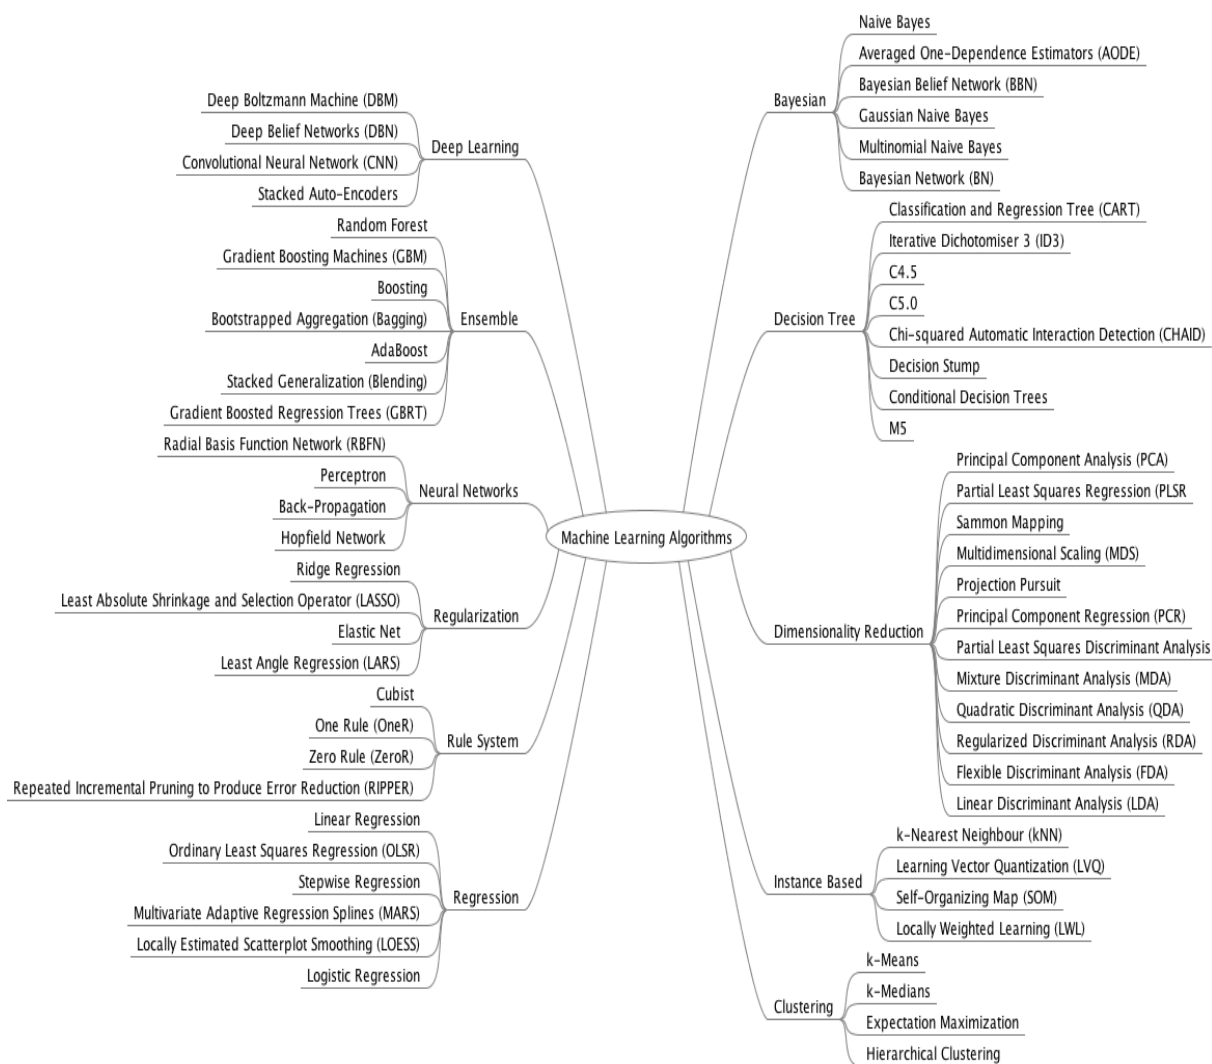 Deep Boltzmann Machine (DBM)
Deep Belief Networks (DBN)
Convolutional Neural Network (CNN)
Stacked Auto-Encoders
Deep Learning
Random Forest
Gradient Boosting Machines (GBM)
Boosting
Bootstrapped Aggregation (Bagging)
AdaBoost
Stacked Generalization (Blending)
Gradient Boosted Regression Trees (GBRT)
Ensemble
Radial Basis Function Network (RBFN)
Perceptron
Back-Propagation
Hopfield Network
Neural Networks
Ridge Regression
Least Absolute Shrinkage and Selection Operator (LASSO)
Elastic Net
Least Angle Regression (LARS)
Regularization
Cubist
One Rule (OneR)
Zero Rule (ZeroR)
Repeated Incremental Pruning to Produce Error Reduction (RIPPER)
Rule System
Linear Regression
Ordinary Least Squares Regression (OLSR)
Stepwise Regression
Multivariate Adaptive Regression Splines (MARS)
Locally Estimated Scatterplot Smoothing (LOESS)
Logistic Regression
Regression
Machine Learning Algorithms
Bayesian
Naive Bayes
Averaged One-Dependence Estimators (AODE)
Bayesian Belief Network (BBN)
Gaussian Naive Bayes
Multinomial Naive Bayes
Bayesian Network (BN)
Decision Tree
Classification and Regression Tree (CART)
Iterative Dichotomiser 3 (ID3)
C4.5
C5.0
Chi-squared Automatic Interaction Detection (CHAID)
Decision Stump
Conditional Decision Trees
M5
Dimensionality Reduction
Principal Component Analysis (PCA)
Partial Least Squares Regression (PLSR
Sammon Mapping
Multidimensional Scaling (MDS)
Projection Pursuit
Principal Component Regression (PCR)
Partial Least Squares Discriminant Analysis
Mixture Discriminant Analysis (MDA)
Quadratic Discriminant Analysis (QDA)
Regularized Discriminant Analysis (RDA)
Flexible Discriminant Analysis (FDA)
Linear Discriminant Analysis (LDA)
Instance Based
k-Nearest Neighbour (kNN)
Learning Vector Quantization (LVQ)
Self-Organizing Map (SOM)
Locally Weighted Learning (LWL)
Clustering
k-Means
k-Medians
Expectation Maximization
Hierarchical Clustering